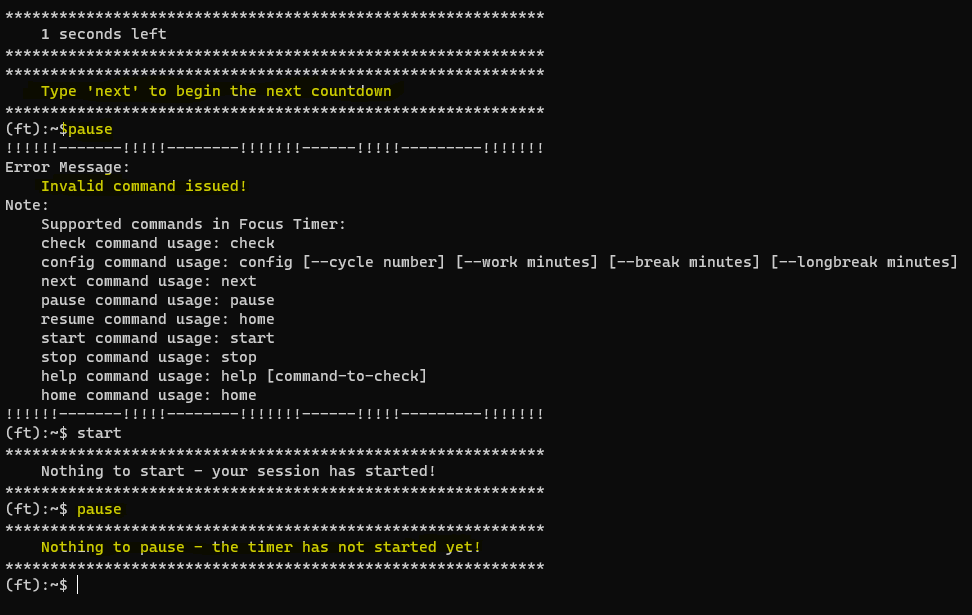 ************************************************************
    1 seconds left
************************************************************
************************************************************
    Type 'next' to begin the next countdown
************************************************************
(ft):~$pause
!!!!!!-------!!!!!--------!!!!!!!------!!!!!---------!!!!!!!
Error Message:
    Invalid command issued!
Note:
    Supported commands in Focus Timer:
    check command usage: check
    config command usage: config [--cycle number] [--work minutes] [--break minutes] [--longbreak minutes]
    next command usage: next
    pause command usage: pause
    resume command usage: home
    start command usage: start
    stop command usage: stop
    help command usage: help [command-to-check]
    home command usage: home
!!!!!!-------!!!!!--------!!!!!!!------!!!!!---------!!!!!!!
(ft):~$ start
************************************************************
    Nothing to start - your session has started!
************************************************************
(ft):~$ pause
************************************************************
    Nothing to pause - the timer has not started yet!
************************************************************
(ft):~$